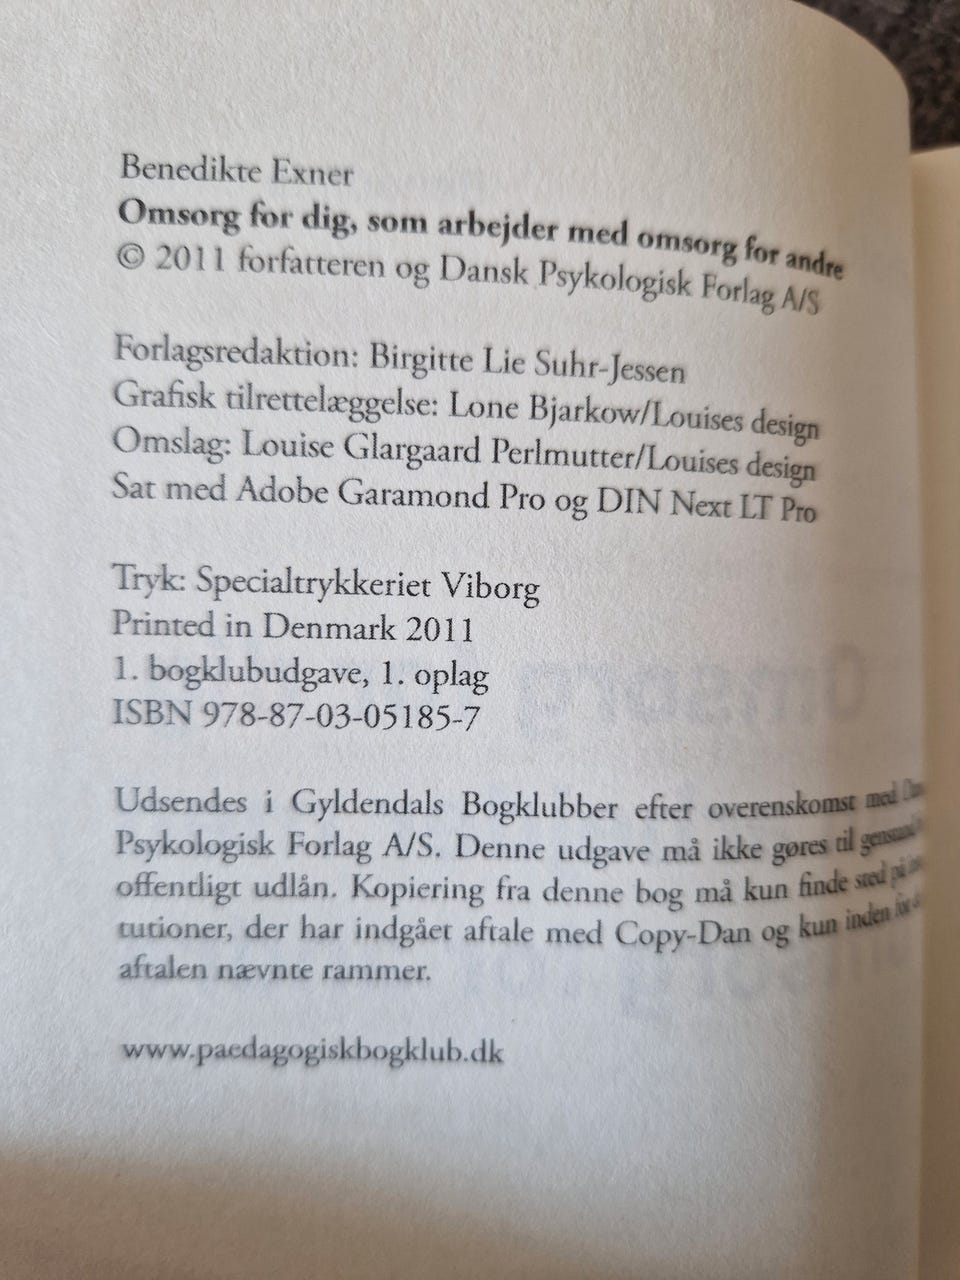 Benedikte Exner
Omsorg for dig, som arbejder med omsorg for andre
© 2011 forfatteren og Dansk Psykologisk Forlag A/S
Forlagsredaktion: Birgitte Lie Suhr-Jessen
Grafisk tilrettelæggelse: Lone Bjarkow/Louises design
Omslag: Louise Glargaard Perlmutter/Louises design
Sat med Adobe Garamond Pro og DIN Next LT Pro
Tryk: Specialtrykkeriet Viborg
Printed in Denmark 2011
1. bogklubudgave, 1. oplag
ISBN 978-87-03-05185-7
Udsendes i Gyldendals Bogklubber efter overenskomst med
Psykologisk Forlag A/S. Denne udgave må ikke gøres til
offentligt udlån. Kopiering fra denne bog må kun finde sted på
tutioner, der har indgået aftale med Copy-Dan og kun inden for
aftalen nævnte rammer.
www.paedagogiskbogklub.dk